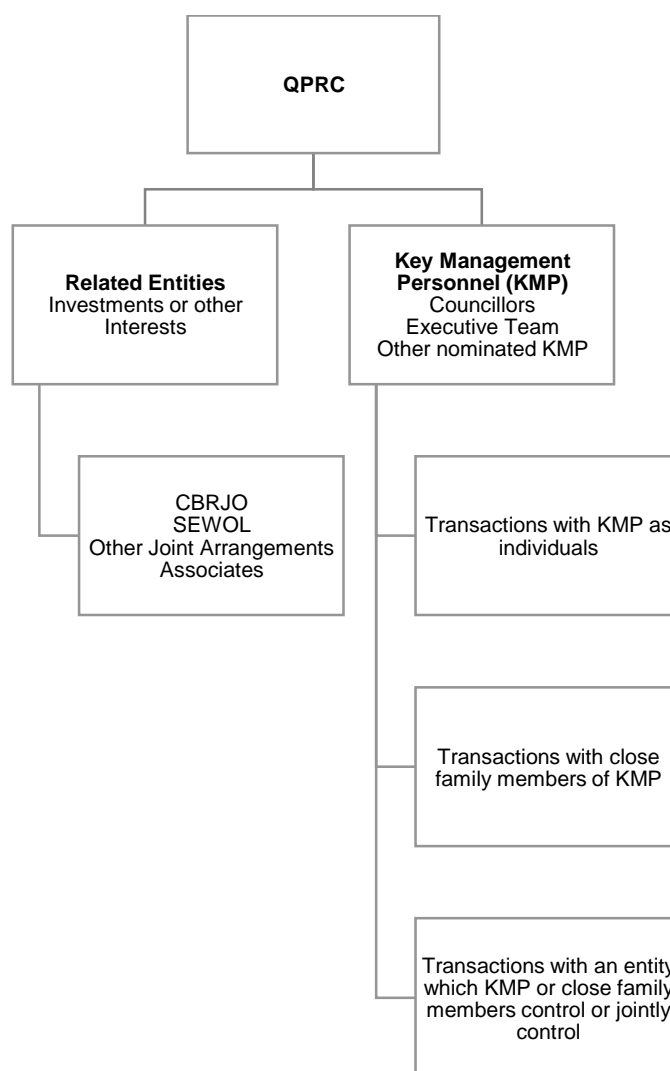 QPRC
Related Entities
Investments or other
Interests
Key Management
Personnel (KMP)
Councillors
Executive Team
Other nominated KMP
CBRJO
SEWOL
Other Joint Arrangements
Associates
Transactions with KMP as
individuals
Transactions with close
family members of KMP
Transactions with an entity
which KMP or close family
members control or jointly
control